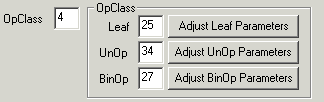 OpClass 4
OpClass
Leaf 25 Adjust Leaf Parameters
UnOp 34 Adjust UnOp Parameters
BinOp 27 Adjust BinOp Parameters